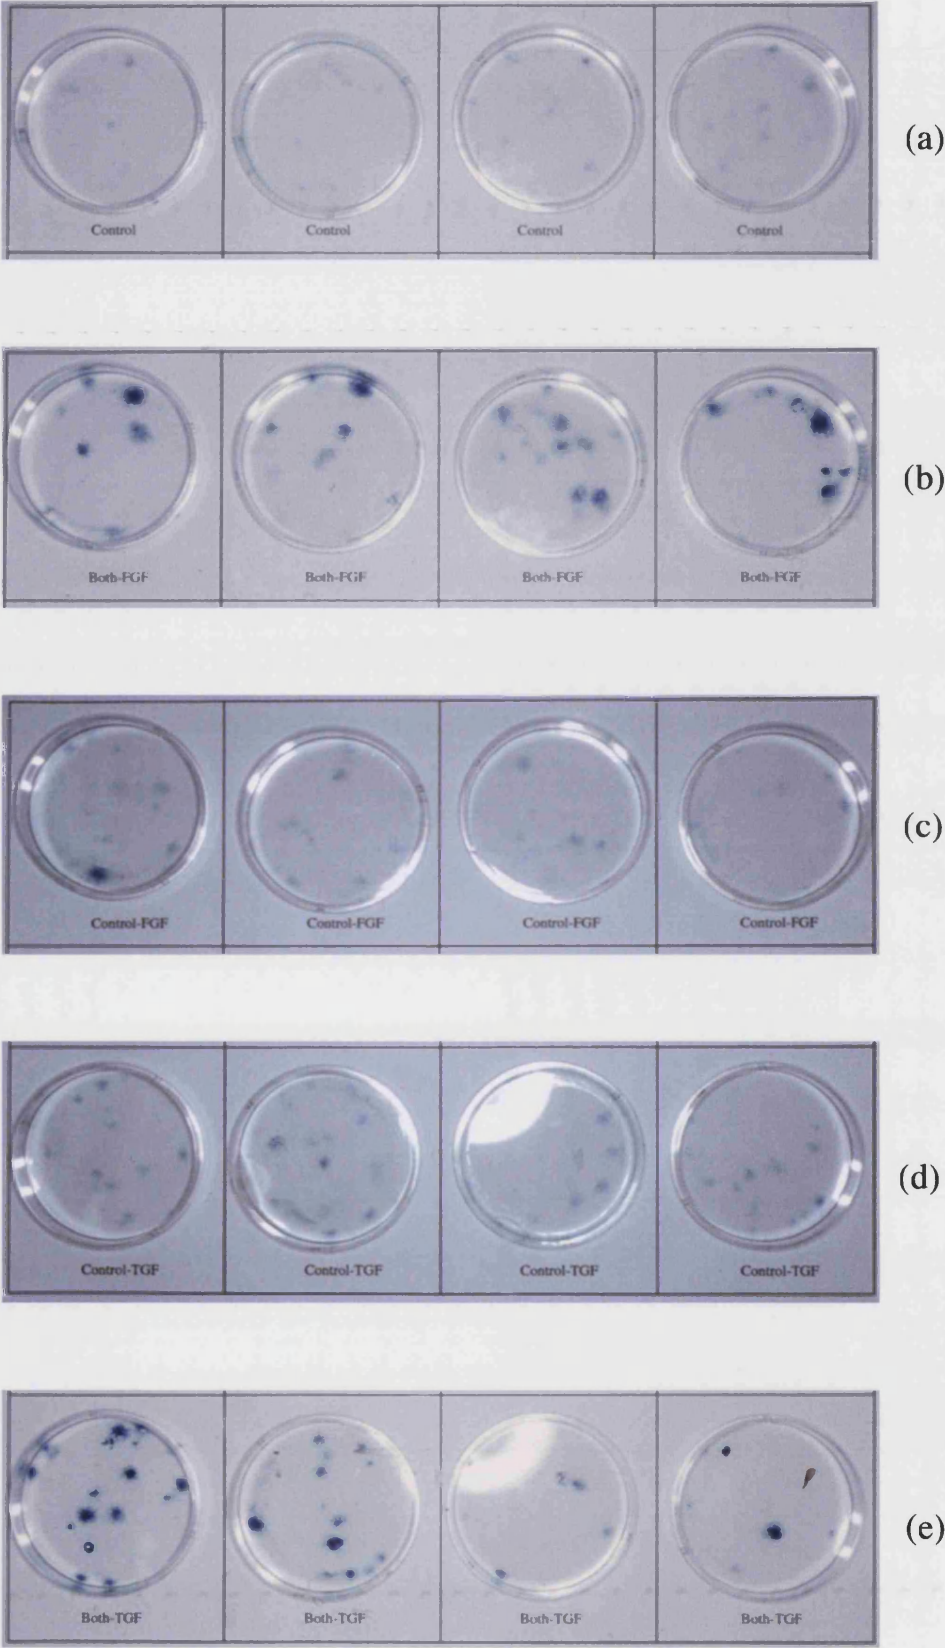 Control Control Control Control
(a)
Both-FGF Both-FGF Both-FGF Both-FGF
(b)
Control-FGF Control-FGF Control-FGF Control-FGF
(c)
Control-TGF Control-TGF Control-TGF Control-TGF
(d)
Both-TGF Both-TGF Both-TGF Both-TGF
(e)